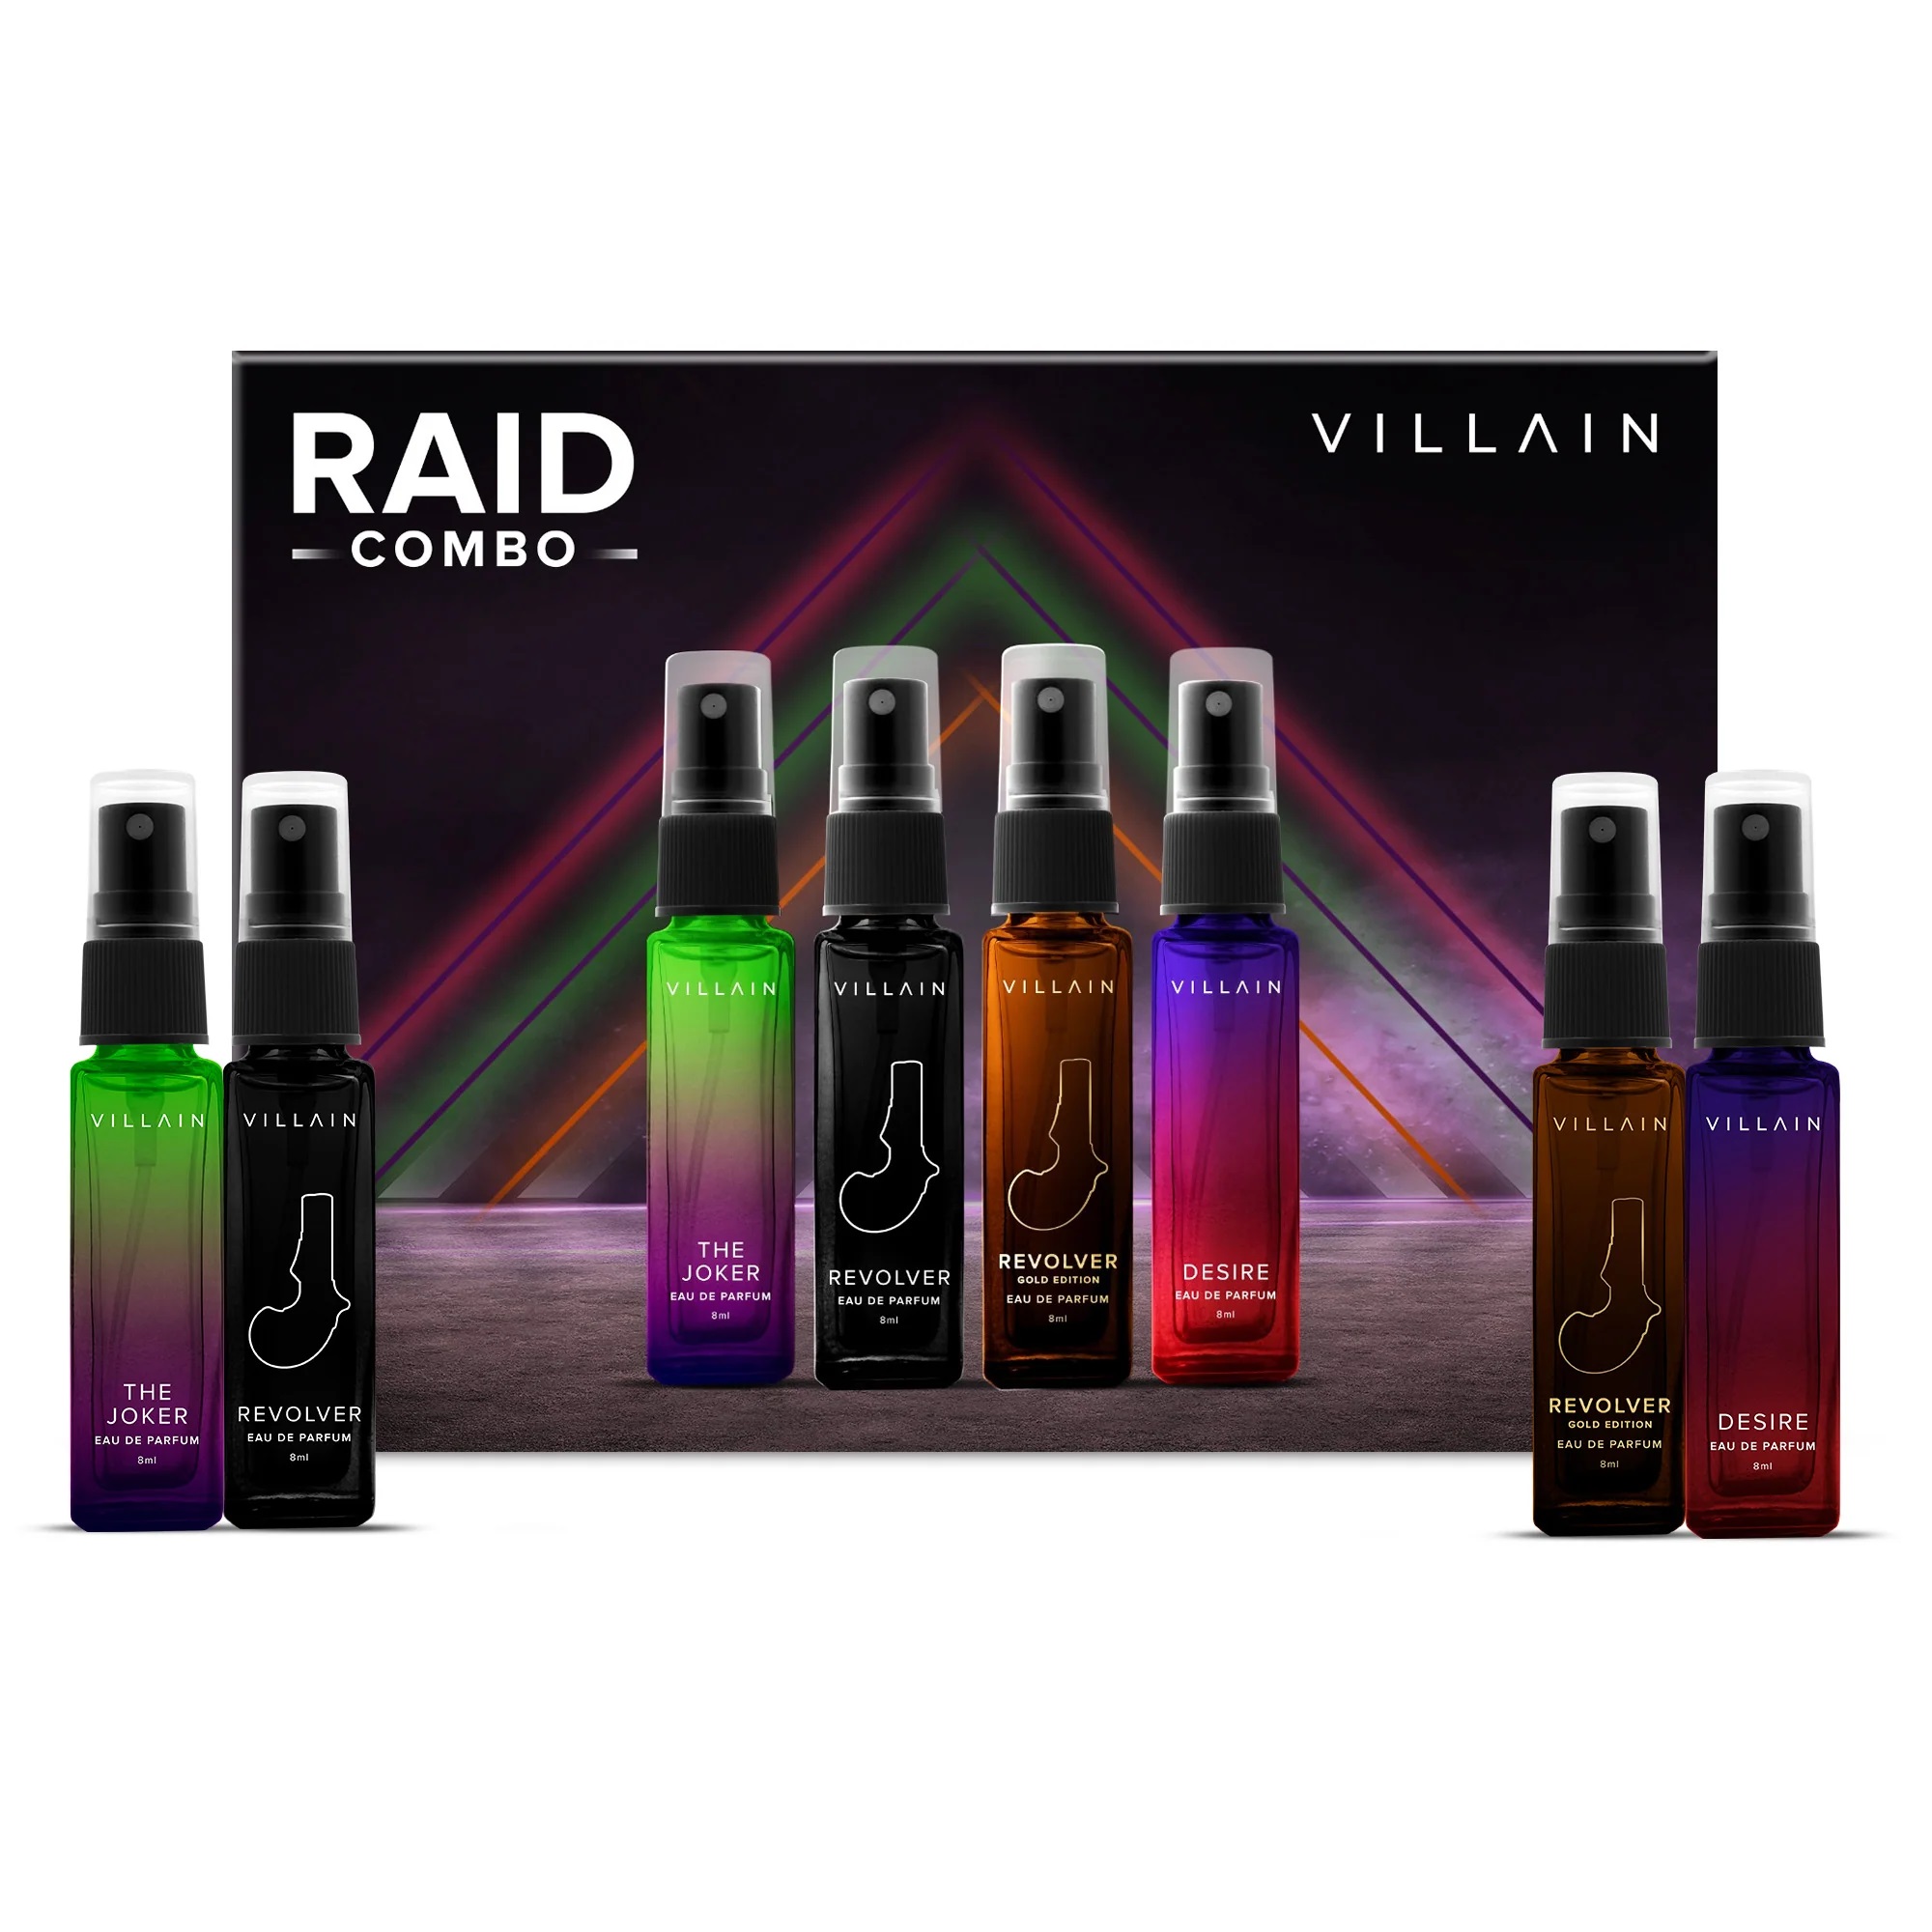 RAID
COMBO
VILLAIN
VILLAIN
THE
JOKER
EAU DE PARFUM
8ml
VILLAIN
REVOLVER
EAU DE PARFUM
8ml
VILLAIN
THE
JOKER
EAU DE PARFUM
8ml
VILLAIN
REVOLVER
EAU DE PARFUM
8ml
VILLAIN
REVOLVER
GOLD EDITION
EAU DE PARFUM
8ml
VILLAIN
DESIRE
EAU DE PARFUM
8ml
VILLAIN
REVOLVER
GOLD EDITION
EAU DE PARFUM
8ml
VILLAIN
DESIRE
EAU DE PARFUM
8ml